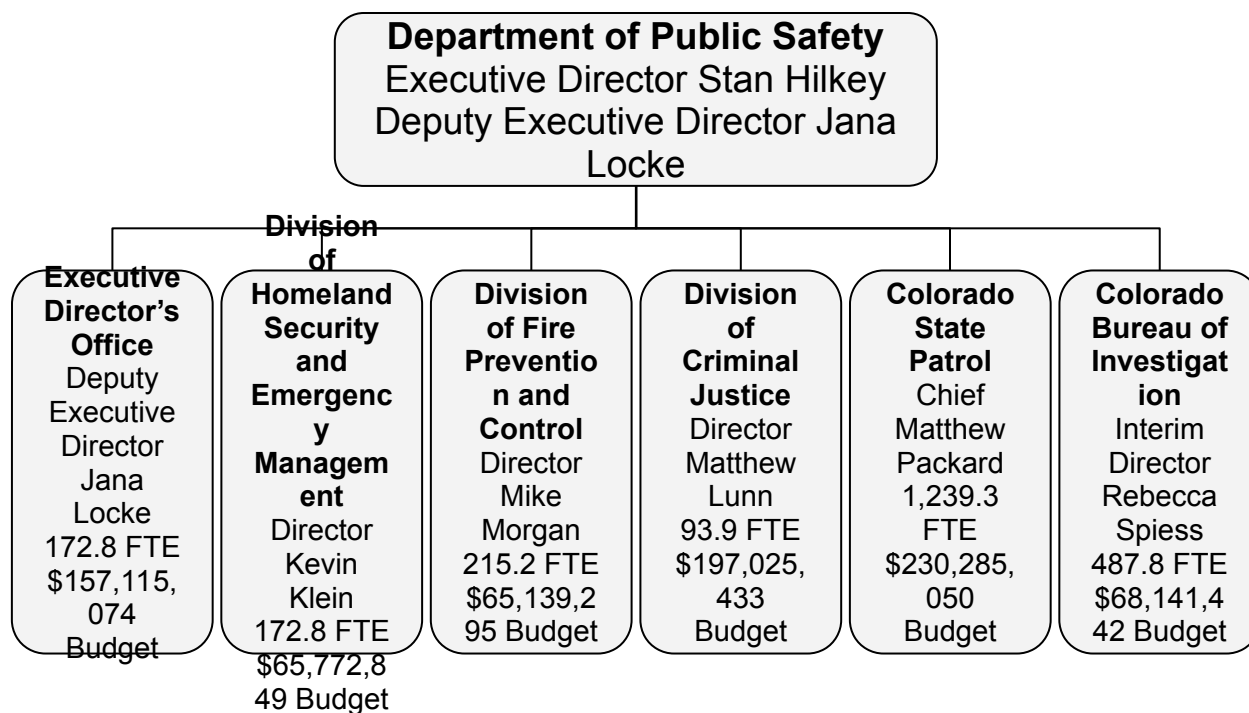 Department of Public Safety
Executive Director Stan Hilkey
Deputy Executive Director Jana
Locke
Executive
Director’s
Office
Deputy
Executive
Director
Jana
Locke
172.8 FTE
$157,115,
074
Budget
Division
of
Homeland
Security
and
Emergenc
y
Managem
ent
Director
Kevin
Klein
172.8 FTE
$65,772,8
49 Budget
Division
of Fire
Preventio
n and
Control
Director
Mike
Morgan
215.2 FTE
$65,139,2
95 Budget
Division
of
Criminal
Justice
Director
Matthew
Lunn
93.9 FTE
$197,025,
433
Budget
Colorado
State
Patrol
Chief
Matthew
Packard
1,239.3
FTE
$230,285,
050
Budget
Colorado
Bureau of
Investigat
ion
Interim
Director
Rebecca
Spiess
487.8 FTE
$68,141,4
42 Budget